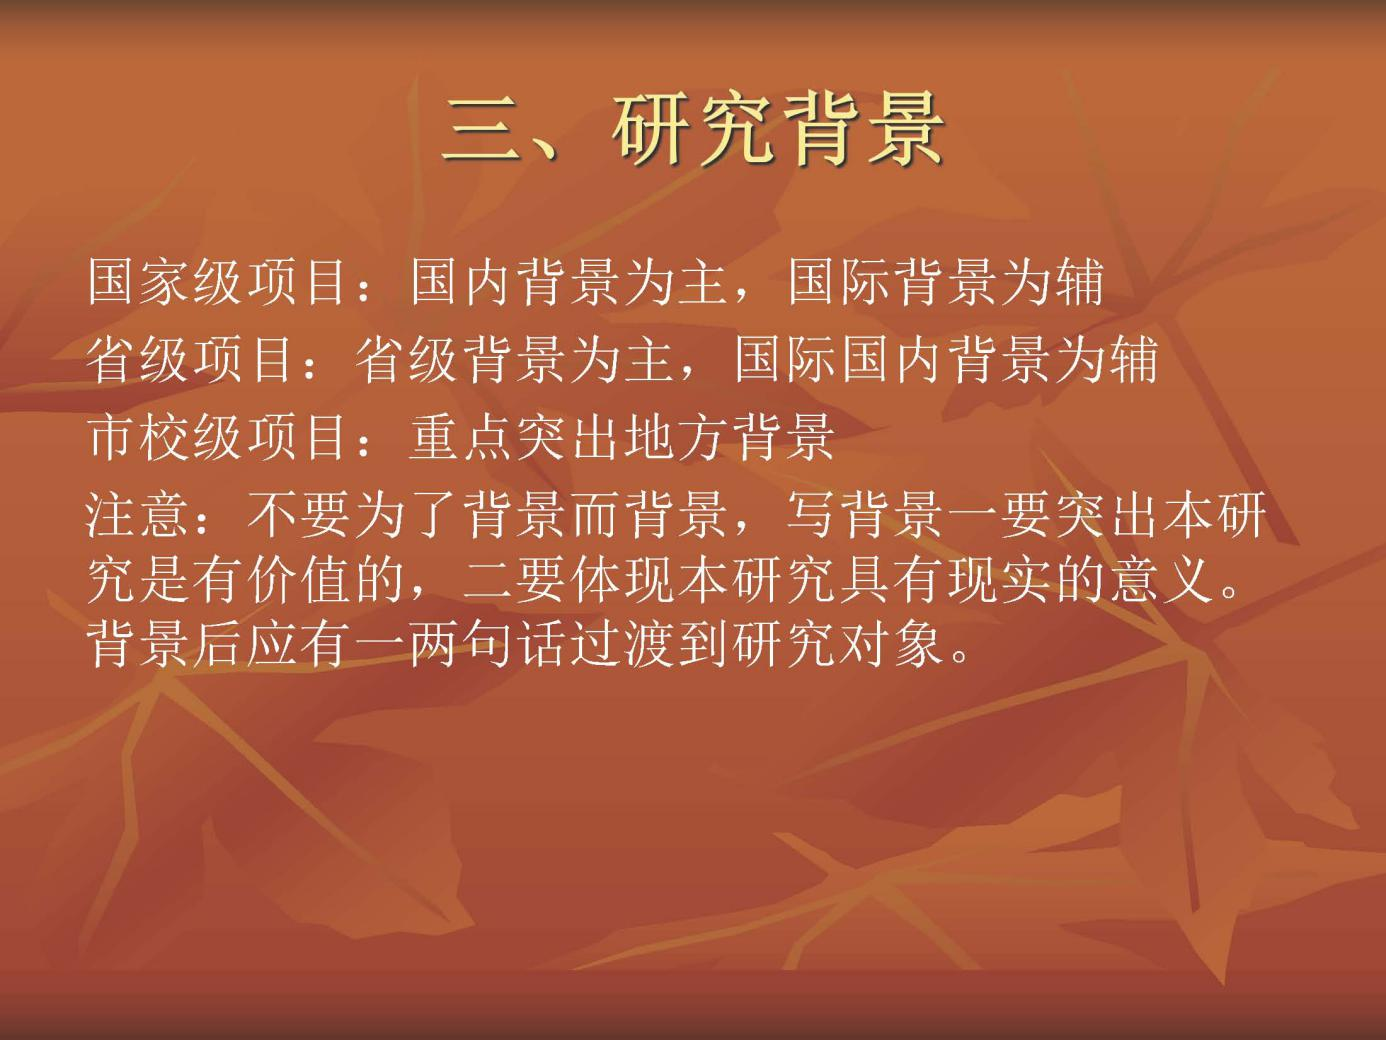 三、研究背景
国家级项目：国内背景为主，国际背景为辅
省级项目：省级背景为主，国际国内背景为辅
市校级项目：重点突出地方背景
注意：不要为了背景而背景，写背景一要突出本研
究是有价值的，二要体现本研究具有现实的意义。
背景后应有一两句话过渡到研究对象。